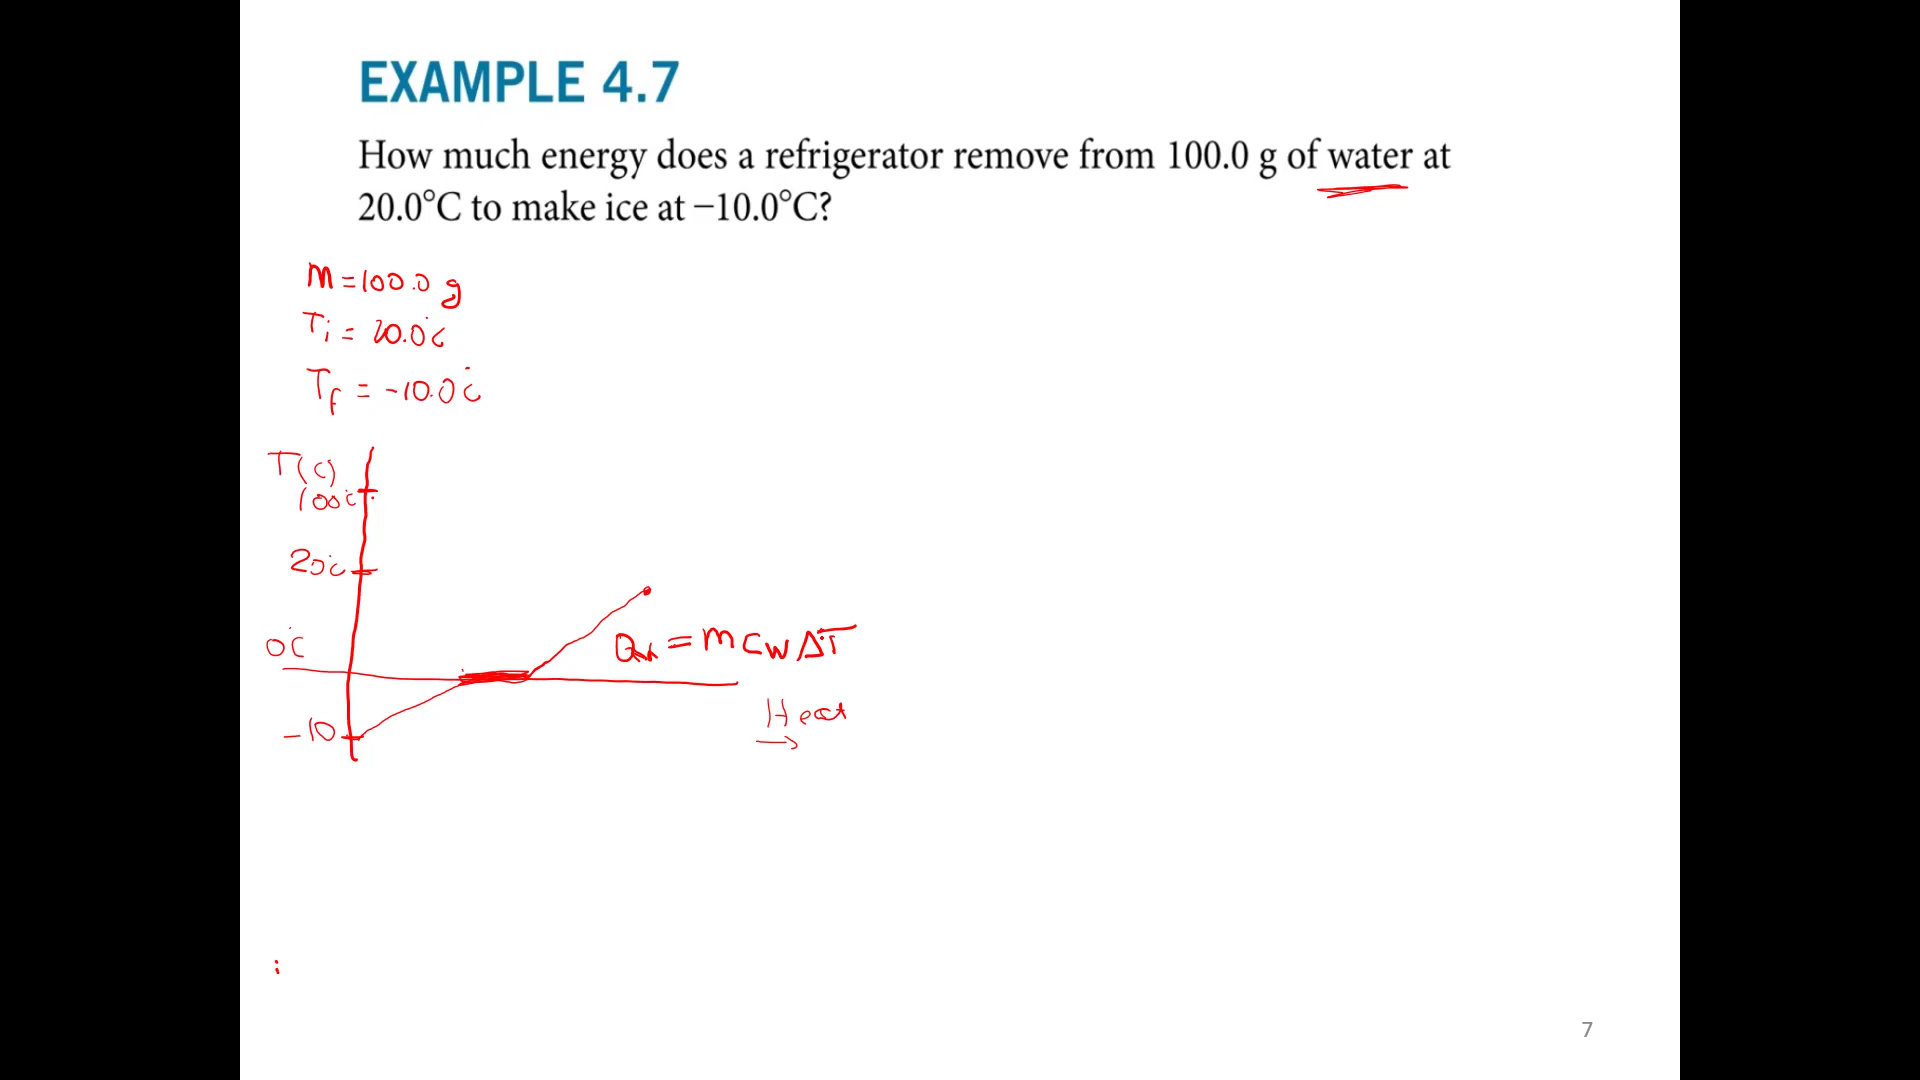 EXAMPLE 4.7
How much energy does a refrigerator remove from 100.0 g of water at
20.0°C to make ice at −10.0°C?
m = 100.0 g
Ti = 20.0°C
Tf = -10.0°C
T(C)
100°C
20°C
0°C
= m Cw ΔT
Heat
→
-10
7